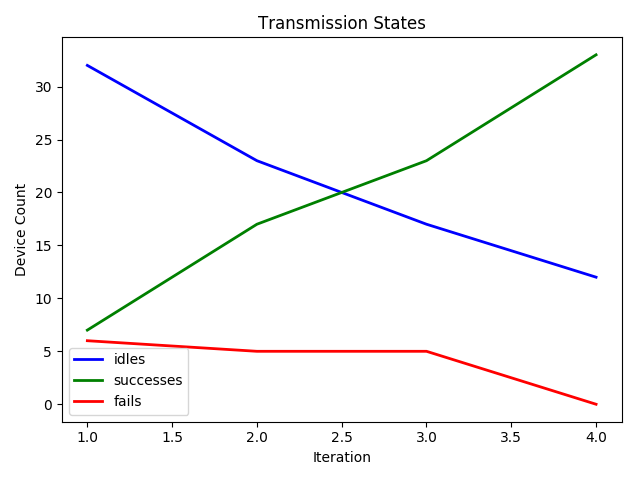 Transmission States
Device Count
30
25
20
15
10
5
0
idles
successes
fails
1.0 1.5 2.0 2.5 3.0 3.5 4.0
Iteration